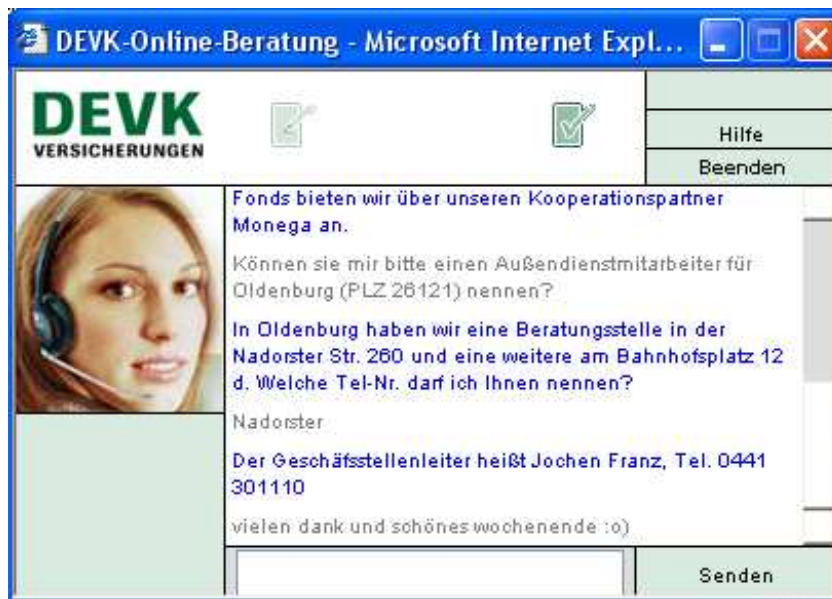 DEVK-Online-Beratung - Microsoft Internet Expl...
DEVK
VERSICHERUNGEN
Hilfe
Beenden
Fonds bieten wir über unseren Kooperationspartner
Monega an.
Können sie mir bitte einen Außendienstmitarbeiter für
Oldenburg (PLZ 26121) nennen?
In Oldenburg haben wir eine Beratungsstelle in der
Nadorster Str. 260 und eine weitere am Bahnhofsplatz 12
d. Welche Tel-Nr. darf ich Ihnen nennen?
Nadorster
Der Geschäfsstellenleiter heißt Jochen Franz, Tel. 0441
301110
vielen dank und schönes wochenende :o)
Senden